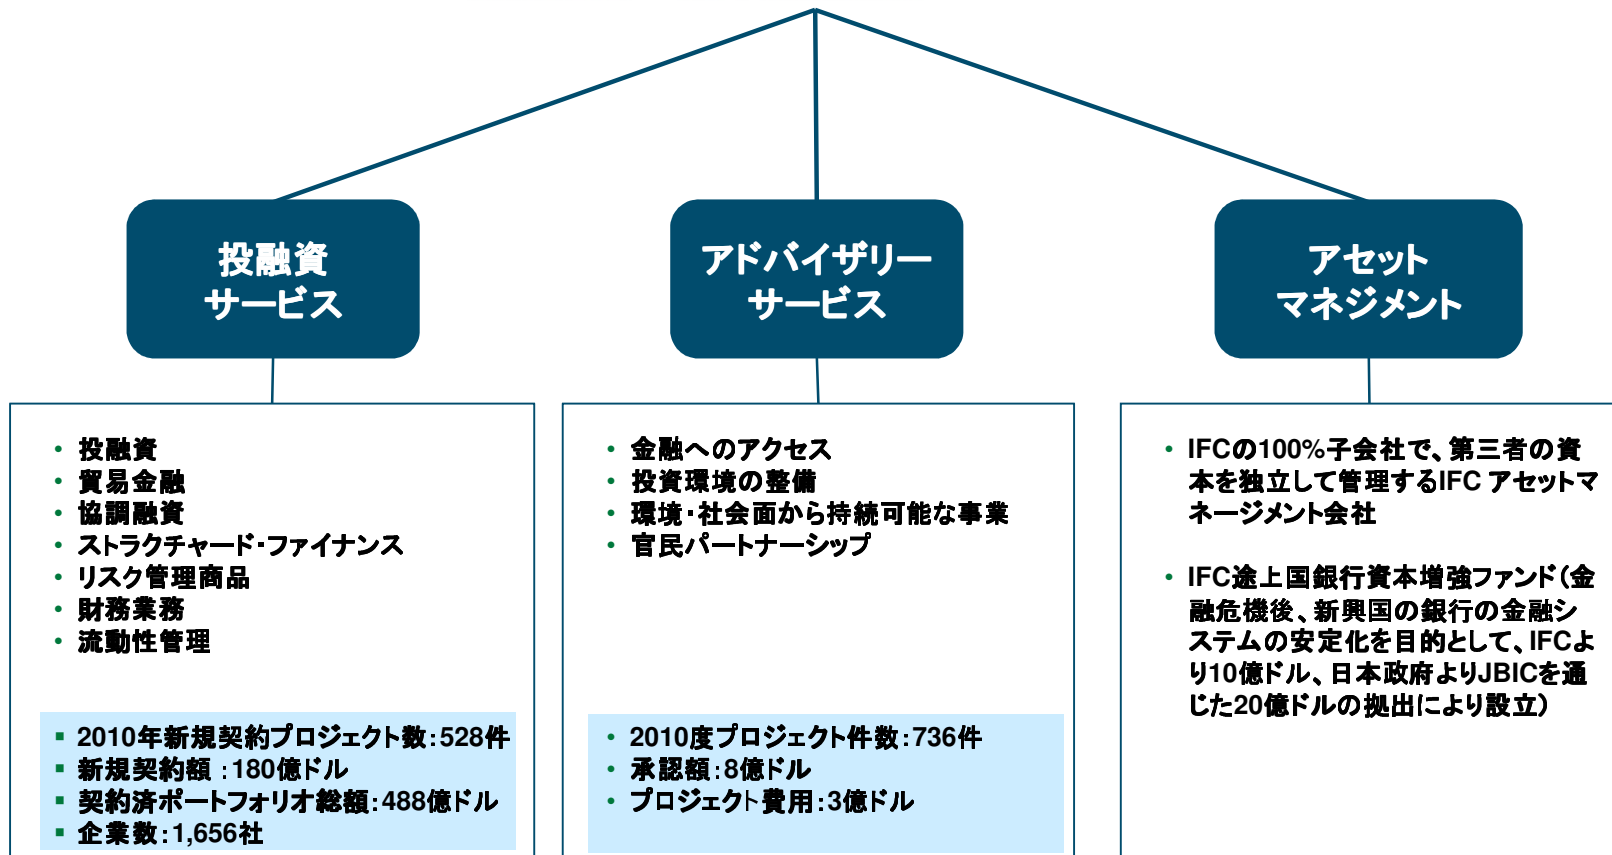 投融資
サービス
アドバイザリー
サービス
アセット
マネジメント
• 投融資
• 貿易金融
• 協調融資
• ストラクチャード・ファイナンス
• リスク管理商品
• 財務業務
• 流動性管理
▪ 2010年新規契約プロジェクト数：528件
▪ 新規契約額 ：180億ドル
▪ 契約済ポートフォリオ総額：488億ドル
▪ 企業数：1,656社
• 金融へのアクセス
• 投資環境の整備
• 環境・社会面から持続可能な事業
• 官民パートナーシップ
• 2010度プロジェクト件数：736件
• 承認額：8億ドル
• プロジェクト費用：3億ドル
• IFCの100%子会社で、第三者の資
本を独立して管理するIFC アセットマ
ネージメント会社
• IFC途上国銀行資本増強ファンド（金
融危機後、新興国の銀行の金融シ
ステムの安定化を目的として、IFCよ
り10億ドル、日本政府よりJBICを通
じた20億ドルの拠出により設立）